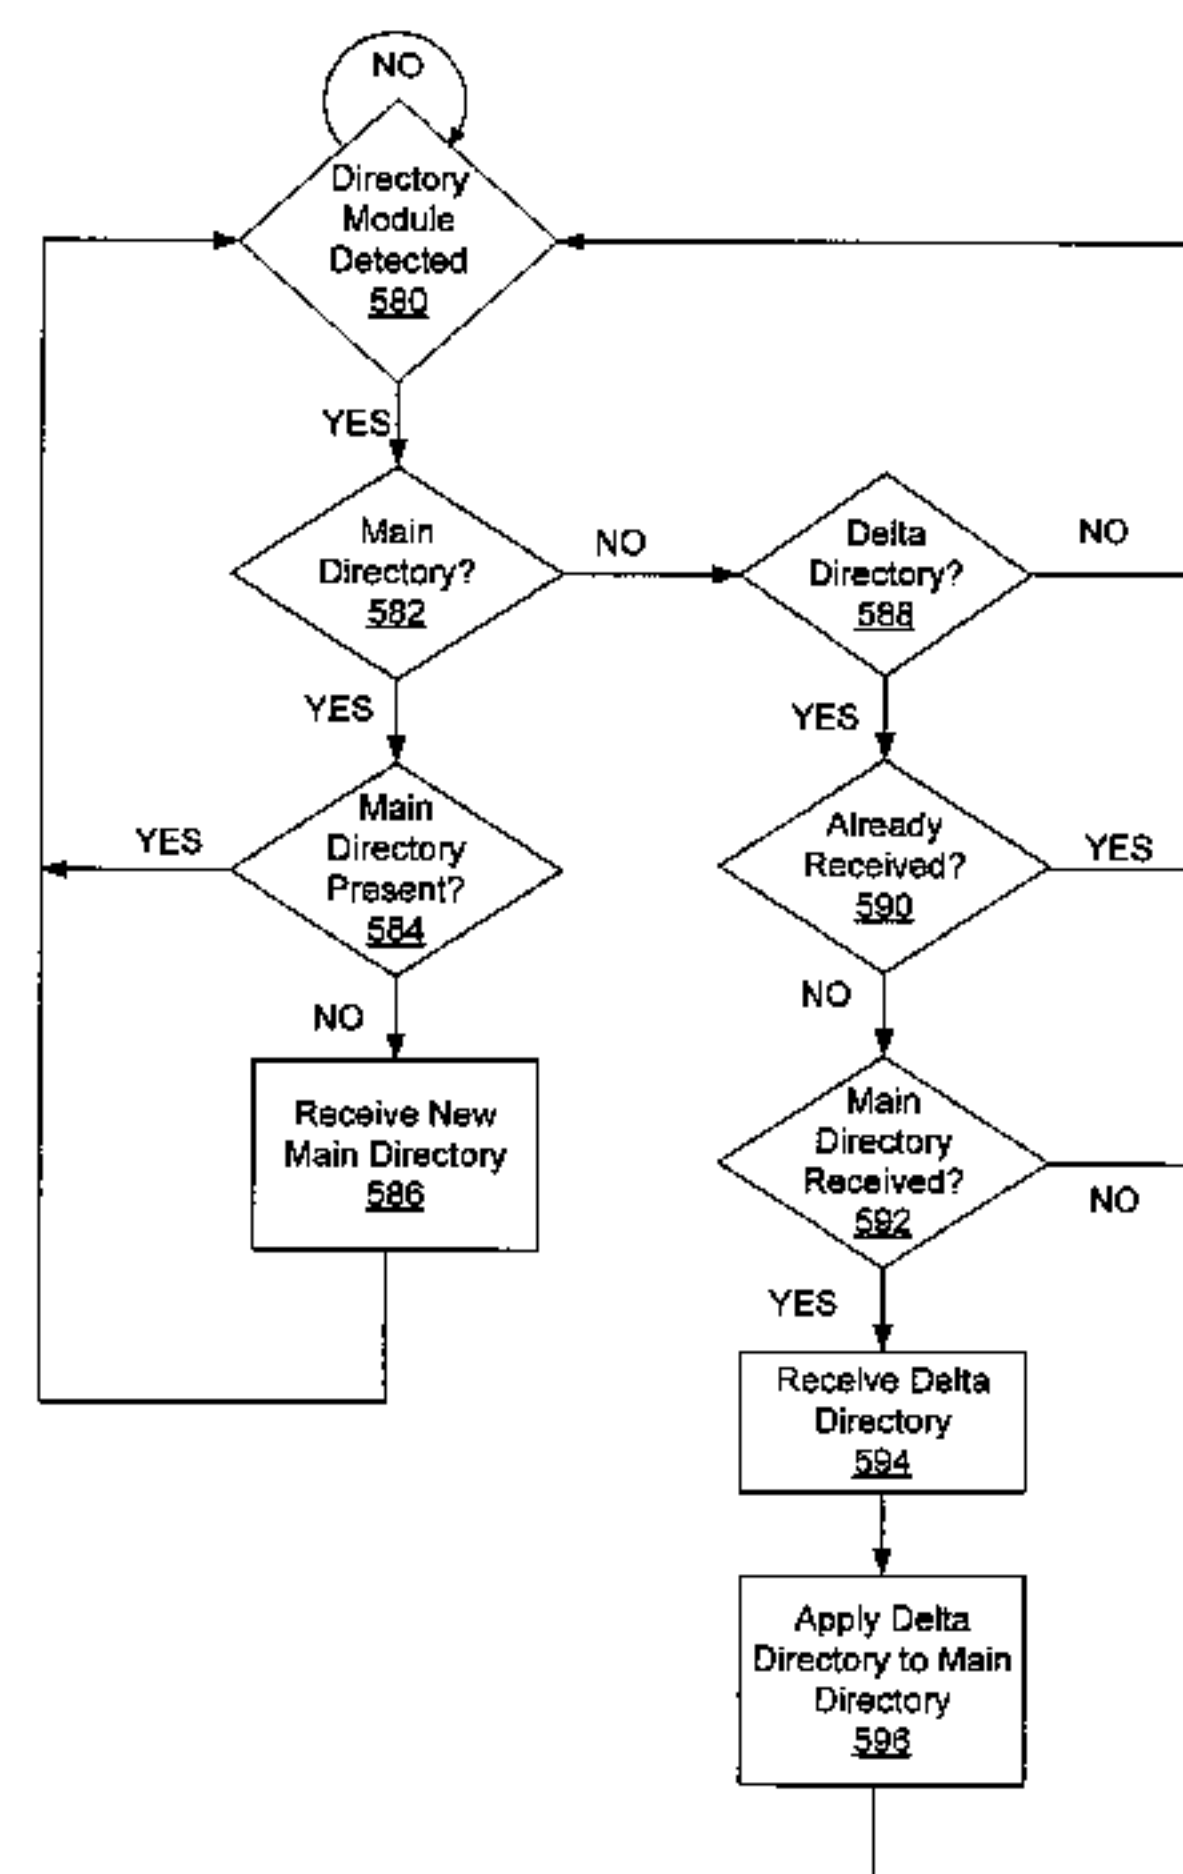 NO
Directory
Module
Detected
580
YES
Main
Directory?
582
NO
Delta
Directory?
588
NO
YES
Main
Directory
Present?
584
YES
NO
Receive New
Main Directory
586
YES
Already
Received?
590
YES
NO
Main
Directory
Received?
592
NO
YES
Receive Delta
Directory
594
Apply Delta
Directory to Main
Directory
596